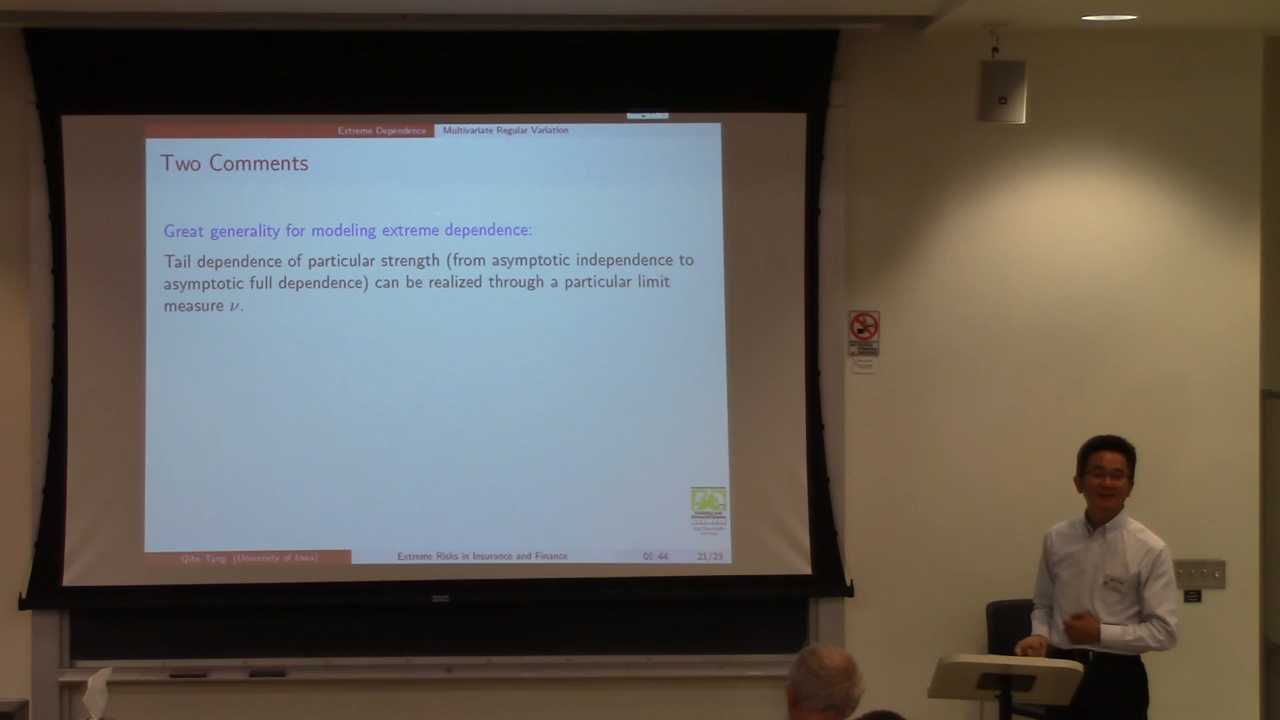 Extreme Dependence
Multivariate Regular Variation
Two Comments
Great generality for modeling extreme dependence:
Tail dependence of particular strength (from asymptotic independence to
asymptotic full dependence) can be realized through a particular limit
measure ν.
Qihe Tang (University of Iowa)
Extreme Risks in Insurance and Finance
21/23